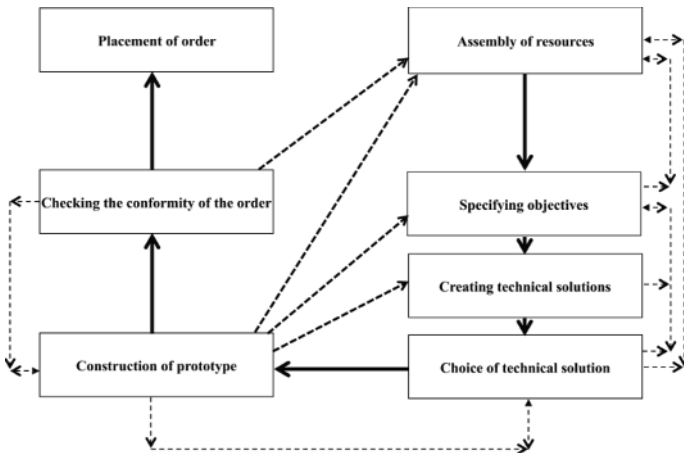 Placement of order
Assembly of resources
Checking the conformity of the order
Specifying objectives
Creating technical solutions
Construction of prototype
Choice of technical solution